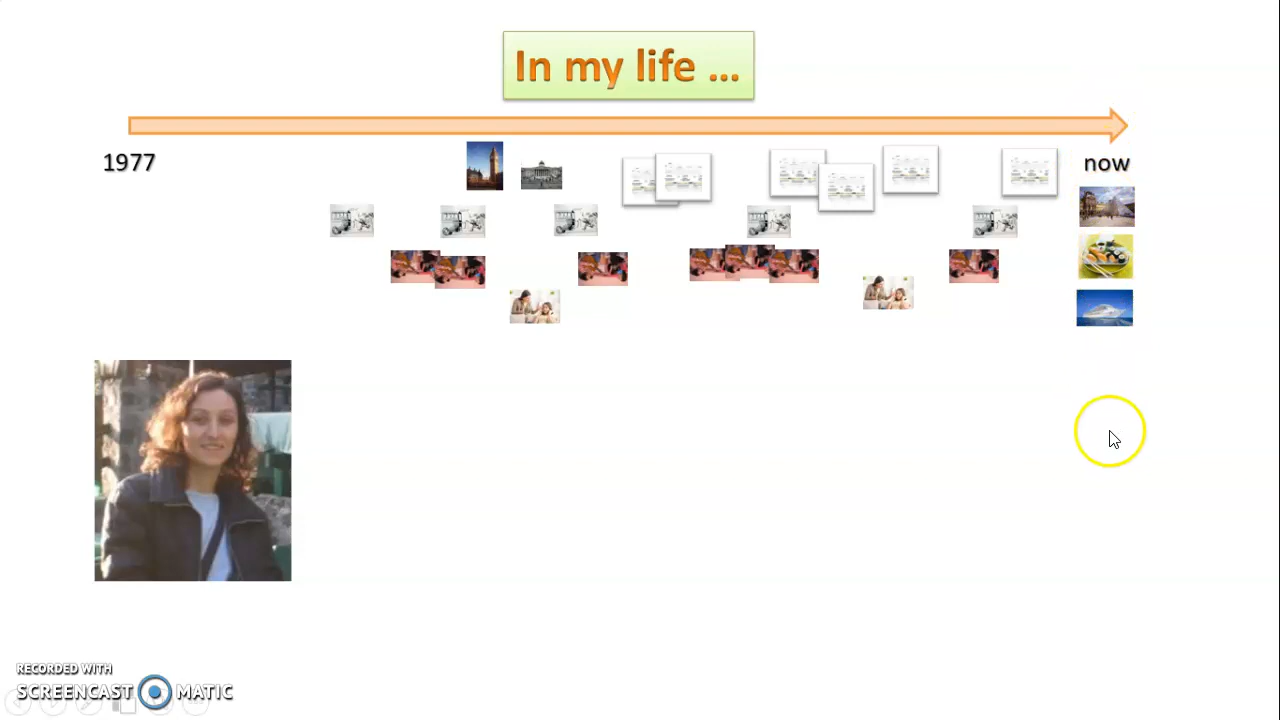 In my life ...
1977
now
RECORDED WITH
SCREENCAST MATIC